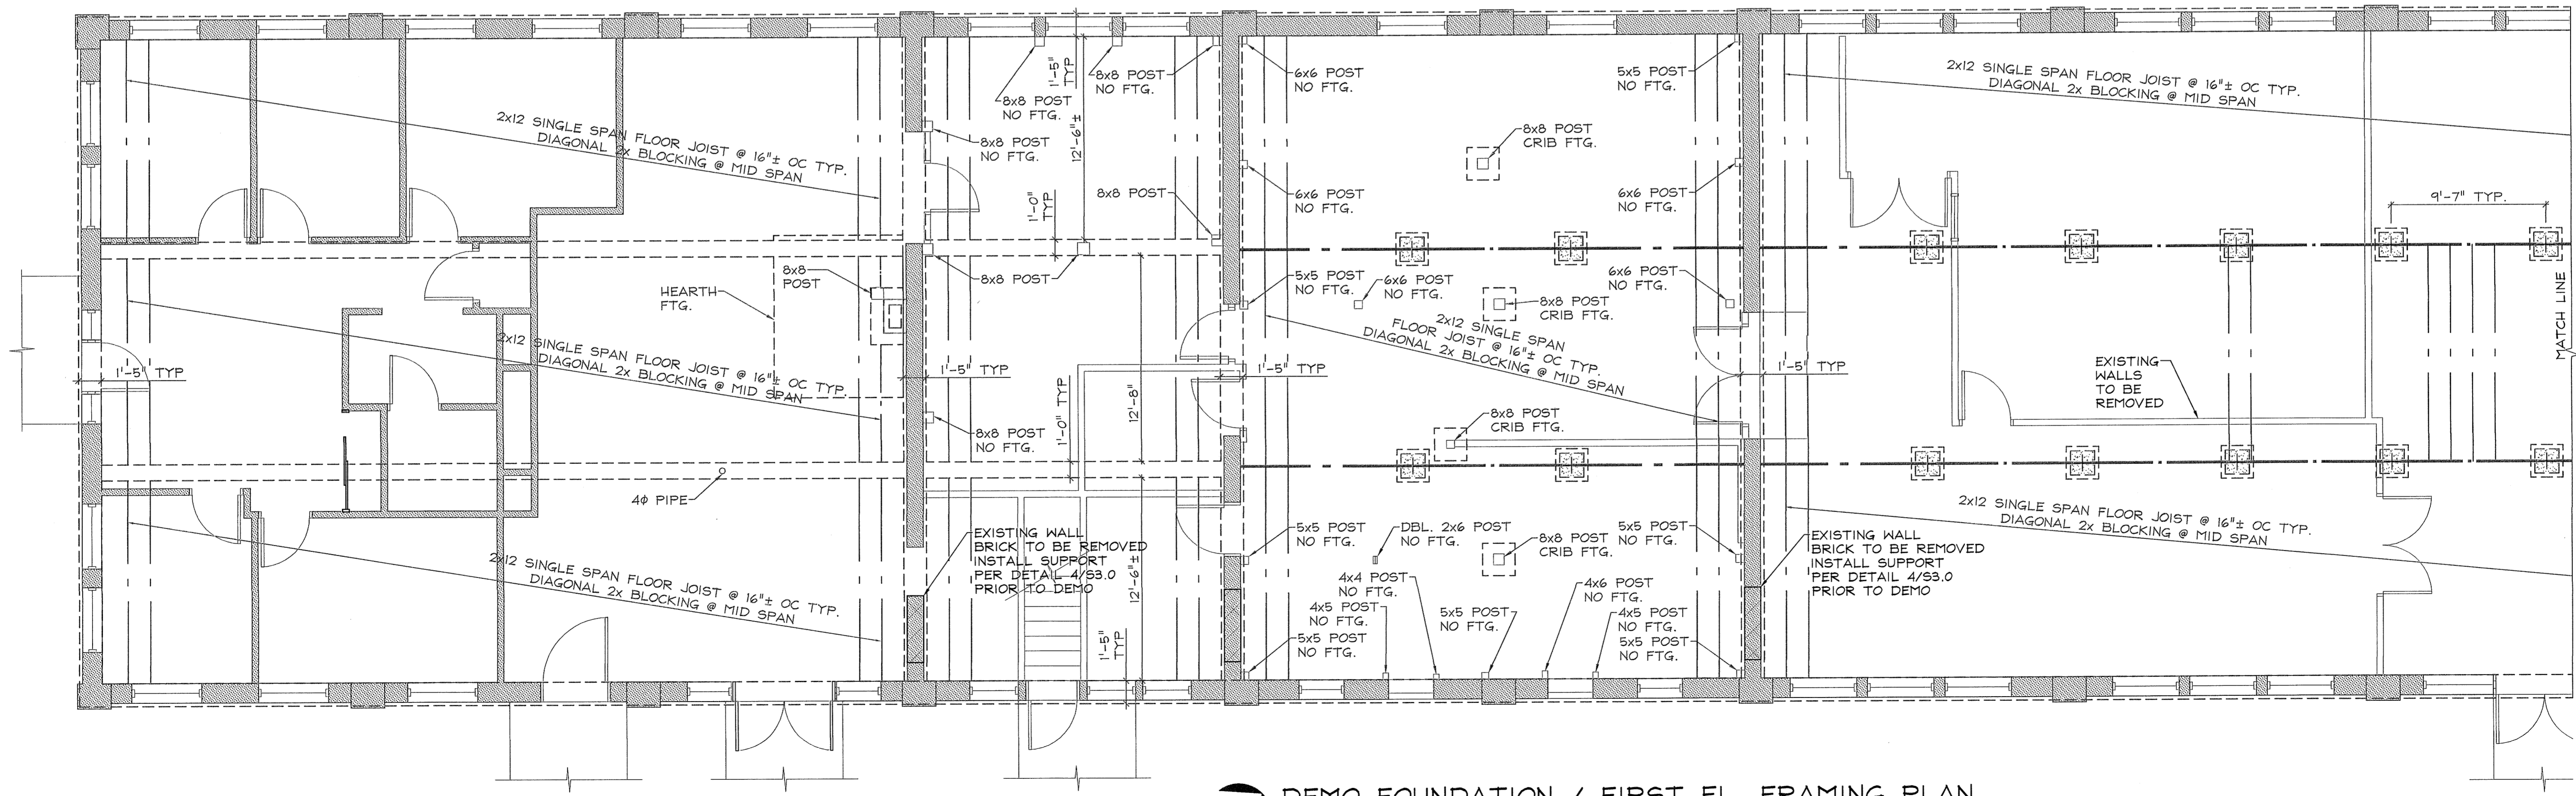 2x12 SINGLE SPAN FLOOR JOIST @ 16"± OC TYP.
DIAGONAL 2x BLOCKING @ MID SPAN
8x8 POST
NO FTG.
1'-5"
TYP
8x8 POST
NO FTG.
12'-6"±
8x8 POST
NO FTG.
1'-0"
TYP
8x8 POST
6x6 POST
NO FTG.
5x5 POST
NO FTG.
8x8 POST
CRIB FTG.
6x6 POST
NO FTG.
6x6 POST
NO FTG.
2x12 SINGLE SPAN FLOOR JOIST @ 16"± OC TYP.
DIAGONAL 2x BLOCKING @ MID SPAN
9'-7" TYP.
MATCH LINE
HEARTH
FTG.
8x8
POST
8x8 POST
5x5 POST
NO FTG.
6x6 POST
NO FTG.
8x8 POST
CRIB FTG.
6x6 POST
NO FTG.
2x12 SINGLE SPAN
FLOOR JOIST @ 16"± OC TYP.
DIAGONAL 2x BLOCKING @ MID SPAN
2x12 SINGLE SPAN FLOOR JOIST @ 16"± OC TYP.
DIAGONAL 2x BLOCKING @ MID SPAN
1'-5" TYP
1'-5" TYP
1'-5" TYP
1'-5" TYP
1'-0" TYP
12'-8"
8x8 POST
NO FTG.
8x8 POST
CRIB FTG.
EXISTING
WALLS
TO BE
REMOVED
4ϕ PIPE
2x12 SINGLE SPAN FLOOR JOIST @ 16"± OC TYP.
DIAGONAL 2x BLOCKING @ MID SPAN
EXISTING WALL
BRICK TO BE REMOVED
INSTALL SUPPORT
PER DETAIL 4/S3.0
PRIOR TO DEMO
12'-6"±
1'-5"
TYP
5x5 POST
NO FTG.
DBL. 2x6 POST
NO FTG.
8x8 POST
CRIB FTG.
5x5 POST
NO FTG.
4x4 POST
NO FTG.
4x5 POST
NO FTG.
5x5 POST
NO FTG.
5x5 POST
NO FTG.
4x6 POST
NO FTG.
4x5 POST
NO FTG.
5x5 POST
NO FTG.
EXISTING WALL
BRICK TO BE REMOVED
INSTALL SUPPORT
PER DETAIL 4/S3.0
PRIOR TO DEMO
2x12 SINGLE SPAN FLOOR JOIST @ 16"± OC TYP.
DIAGONAL 2x BLOCKING @ MID SPAN
DEMO FOUNDATION / FIRST FL. FRAMING PLAN